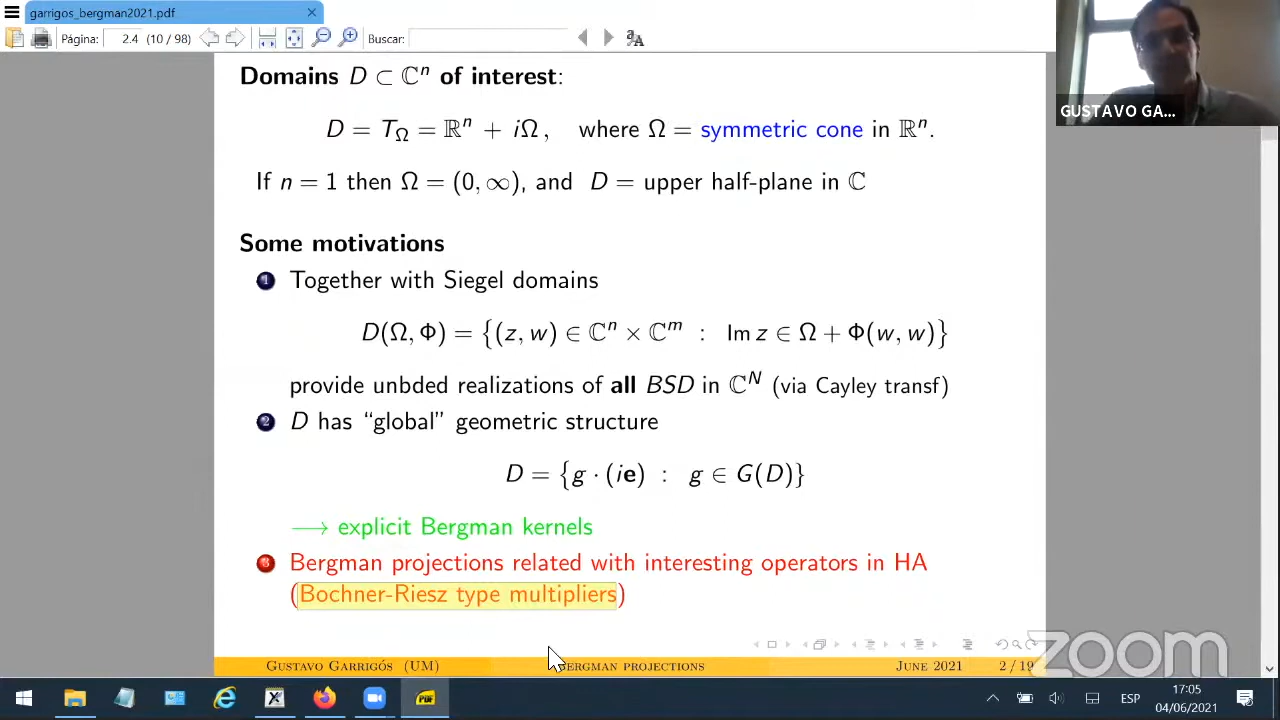 garrigos_bergman2021.pdf
Página: 2.4 (10 / 98) Buscar:
GUSTAVO GA...
Domains D ⊂ ℂⁿ of interest:
D = T_Ω = ℝⁿ + iΩ , where Ω = symmetric cone in ℝⁿ.
If n = 1 then Ω = (0, ∞), and D = upper half-plane in ℂ
Some motivations
1 Together with Siegel domains
D(Ω, Φ) = {(z, w) ∈ ℂⁿ × ℂᵐ : Im z ∈ Ω + Φ(w, w)}
provide unbded realizations of all BSD in ℂᴺ (via Cayley transf)
2 D has “global” geometric structure
D = {g · (ie) : g ∈ G(D)}
⟶ explicit Bergman kernels
3 Bergman projections related with interesting operators in HA
(Bochner-Riesz type multipliers)
GUSTAVO GARRIGÓS (UM) BERGMAN PROJECTIONS JUNE 2021 2 / 19
zoom
ESP
17:05
04/06/2021